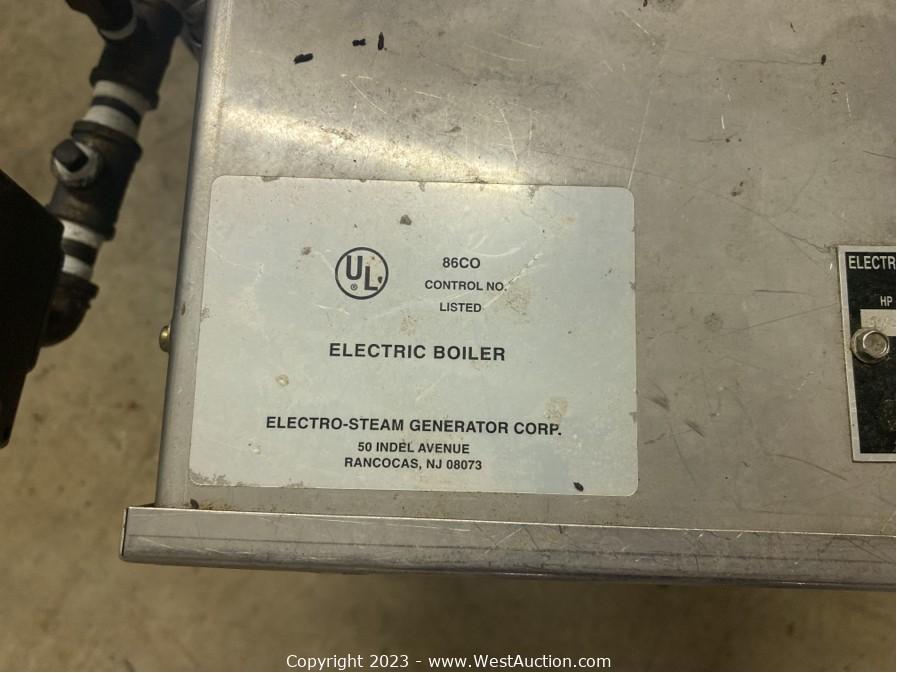 UL
®
86CO
CONTROL NO.
LISTED
ELECTRIC BOILER
ELECTRO-STEAM GENERATOR CORP.
50 INDEL AVENUE
RANCOCAS, NJ 08073
ELECTR
HP
Copyright 2023 - www.WestAuction.com